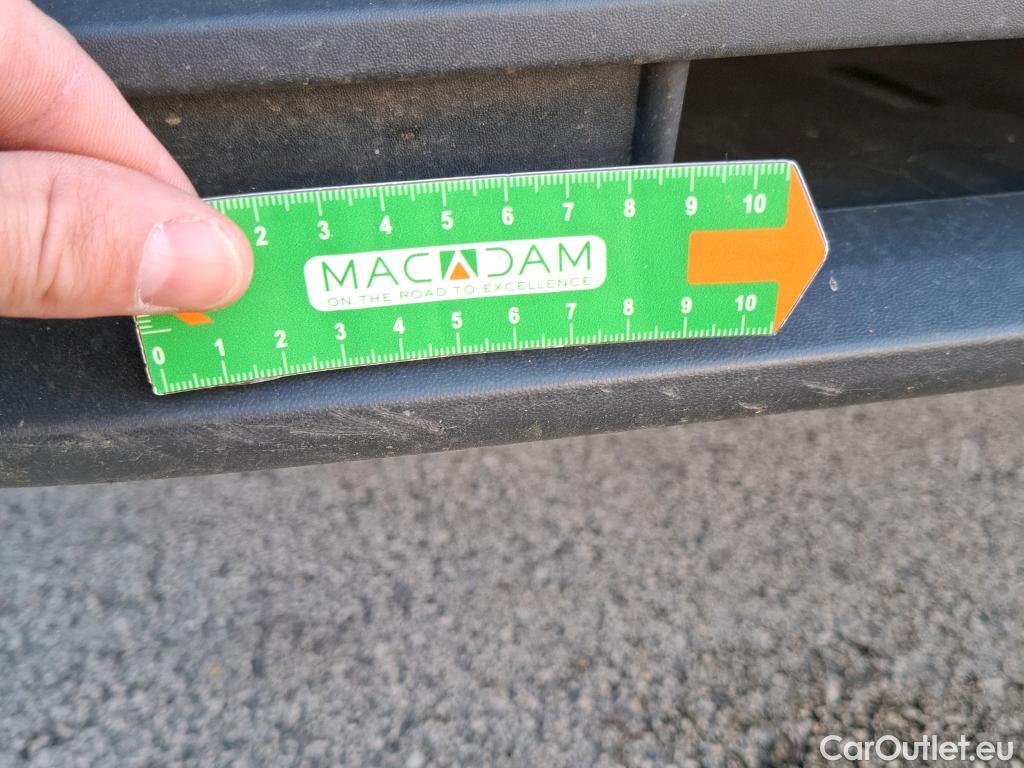 2 3 4 5 6 7 8 9 10
MACADAM
ON THE ROAD TO EXCELLENCE
0 1 2 3 4 5 6 7 8 9 10
CarOutlet.eu